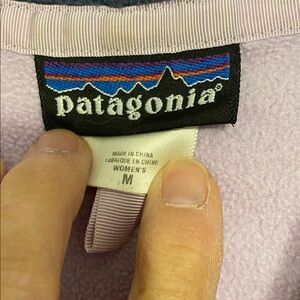 patagonia®
MADE IN CHINA
FABRIQUÉ EN CHINE
WOMEN'S
M